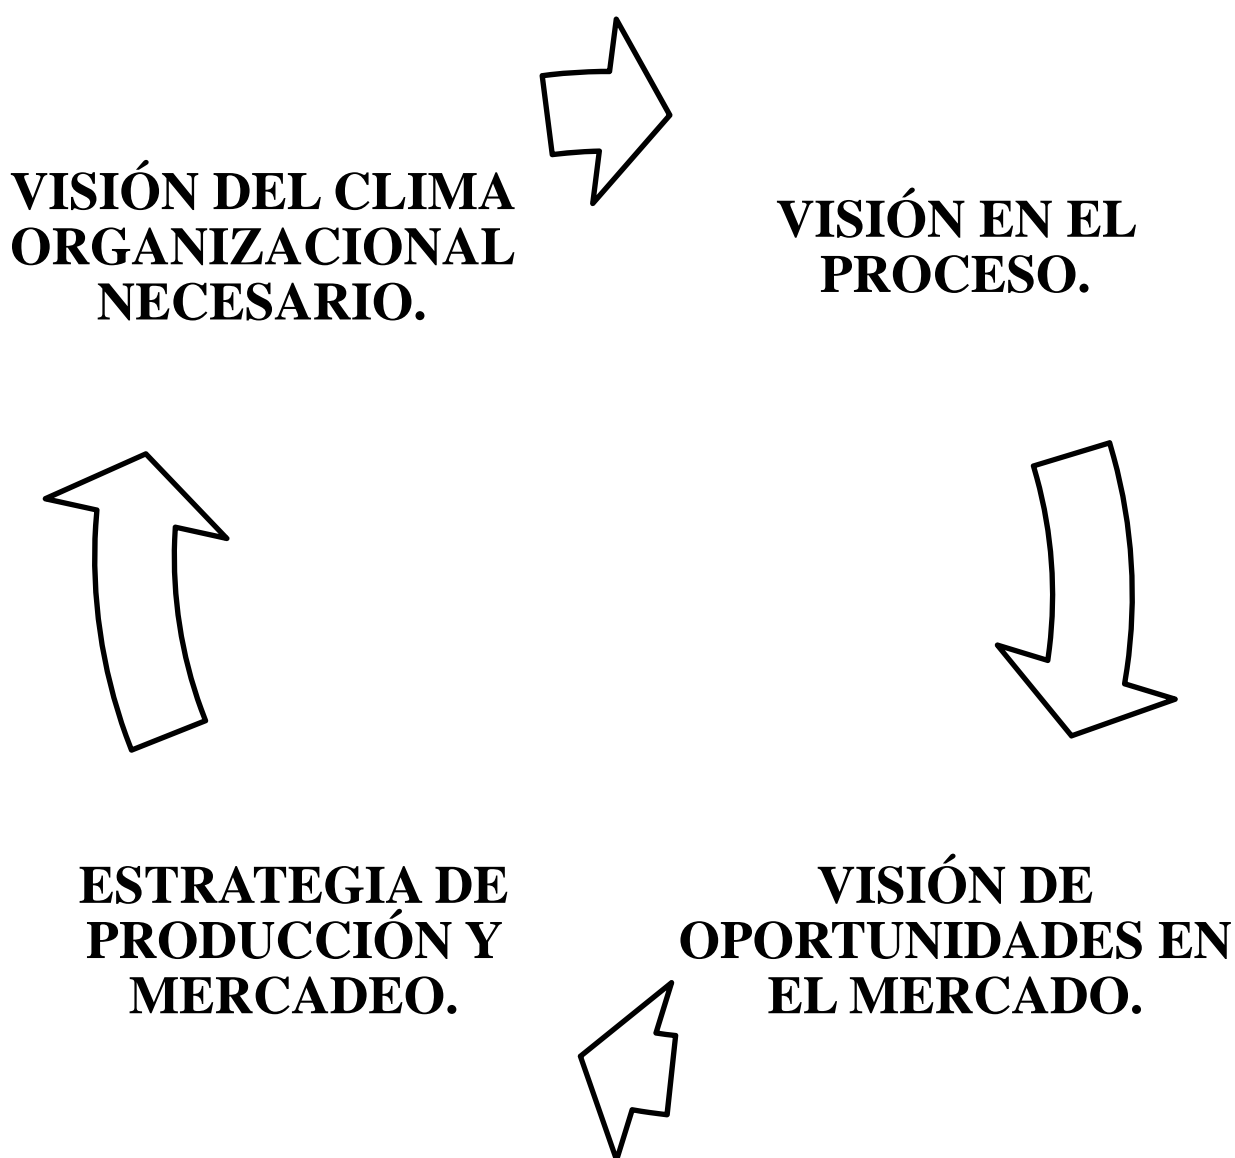 VISIÓN DEL CLIMA
ORGANIZACIONAL
NECESARIO.
VISIÓN EN EL
PROCESO.
ESTRATEGIA DE
PRODUCCIÓN Y
MERCADEO.
VISIÓN DE
OPORTUNIDADES EN
EL MERCADO.